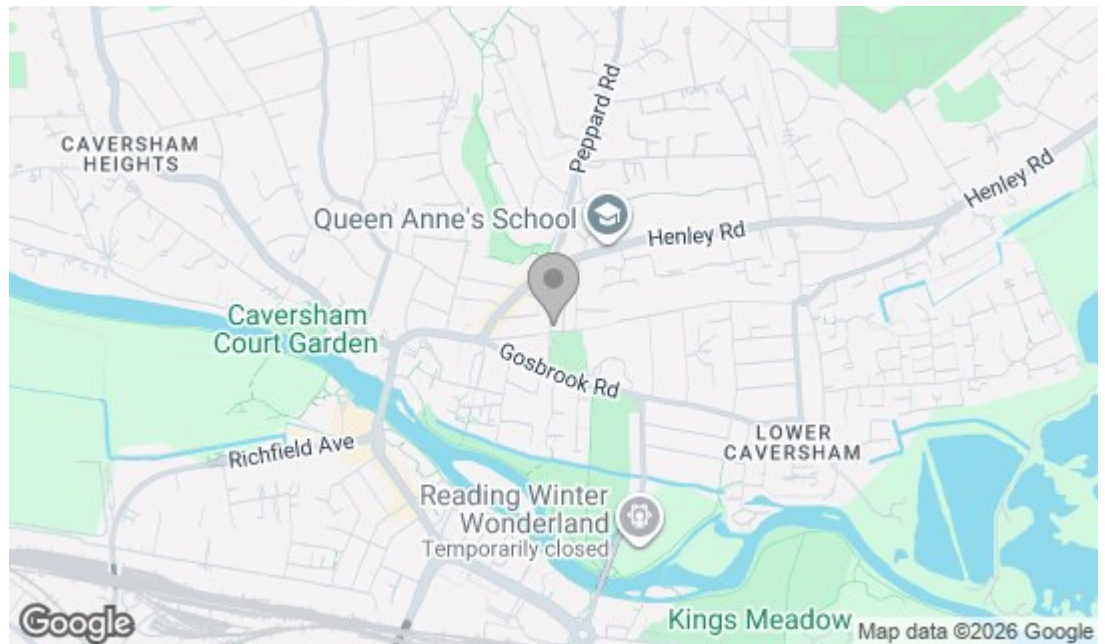 Peppard Rd
CAVERSHAM
HEIGHTS
Henley Rd
Queen Anne's School
Henley Rd
Caversham
Court Garden
Gosbrook Rd
LOWER
CAVERSHAM
Richfield Ave
Reading Winter
Wonderland
Temporarily closed
Kings Meadow
Google
Map data ©2026 Google